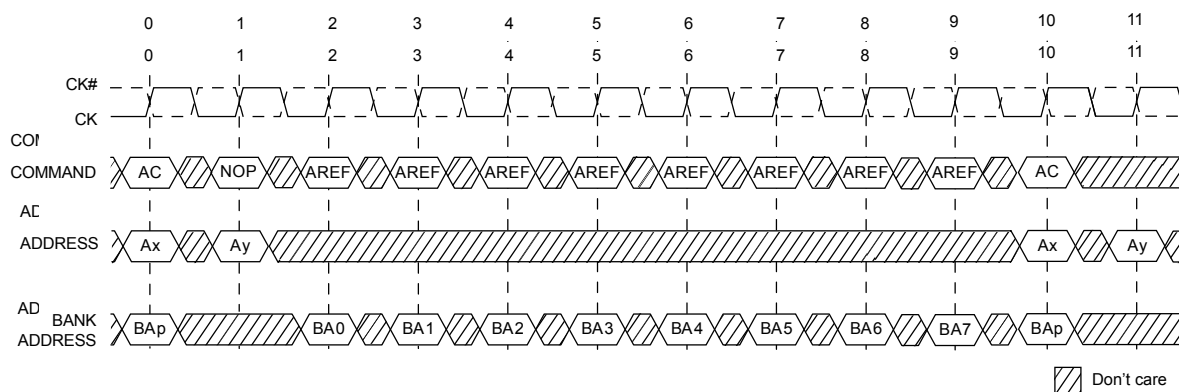 0 1 2 3 4 5 6 7 8 9 10 11
0 1 2 3 4 5 6 7 8 9 10 11
CK#
CK
COM
COMMAND AC NOP AREF AREF AREF AREF AREF AREF AREF AREF AC
AD
ADDRESS Ax Ay Ax Ay
AD
BANK
ADDRESS BAp BA0 BA1 BA2 BA3 BA4 BA5 BA6 BA7 BAp
Don't care